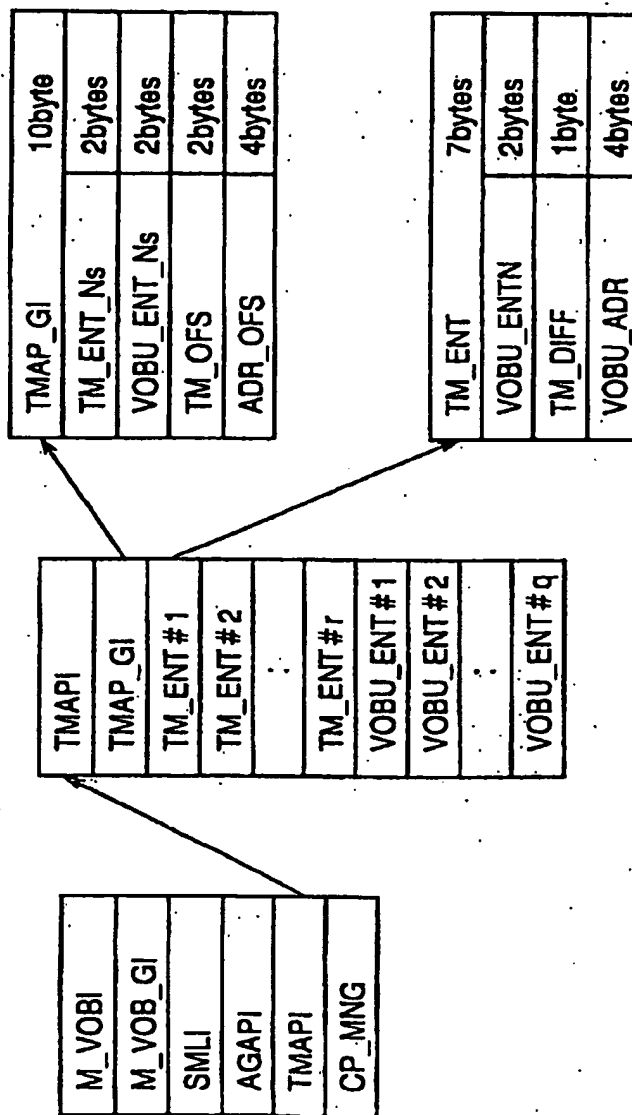 M_VOBI
M_VOB_GI
SMLI
AGAPI
TMAPI
CP_MNG
TMAPI
TMAP_GI
TM_ENT#1
TM_ENT#2
. .
TM_ENT#r
VOBU_ENT#1
VOBU_ENT#2
. .
VOBU_ENT#q
TMAP_GI 10byte
TM_ENT_Ns 2bytes
VOBU_ENT_Ns 2bytes
TM_OFS 2bytes
ADR_OFS 4bytes
TM_ENT 7bytes
VOBU_ENTN 2bytes
TM_DIFF 1byte
VOBU_ADR 4bytes